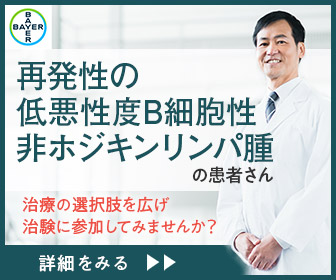 BAYER
BAYER
再発性の
低悪性度B細胞性
非ホジキンリンパ腫
の患者さん
治療の選択肢を広げ
治験に参加してみませんか？
詳細をみる ▶▶